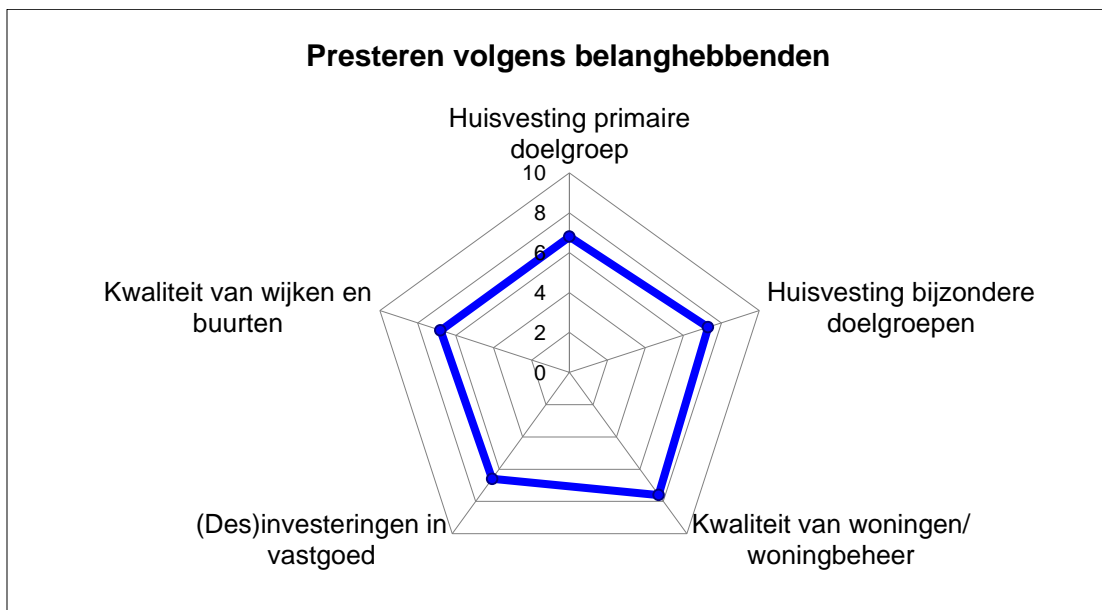 Presteren volgens belanghebbenden
Huisvesting primaire
doelgroep
10
8
6
4
2
0
Huisvesting bijzondere
doelgroepen
Kwaliteit van woningen/
woningbeheer
(Des)investeringen in
vastgoed
Kwaliteit van wijken en
buurten